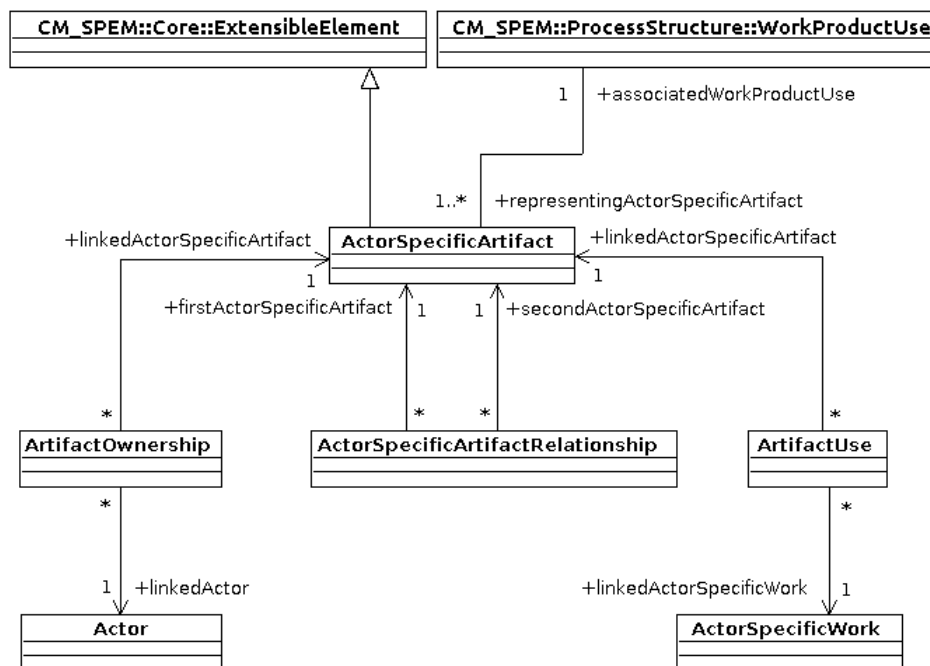 CM_SPEM::Core::ExtensibleElement
CM_SPEM::ProcessStructure::WorkProductUse
1
+associatedWorkProductUse
1..*
+representingActorSpecificArtifact
+linkedActorSpecificArtifact
ActorSpecificArtifact
+linkedActorSpecificArtifact
1
1
+firstActorSpecificArtifact
1
1
+secondActorSpecificArtifact
*
*
*
*
ArtifactOwnership
ActorSpecificArtifactRelationship
ArtifactUse
*
*
1
+linkedActor
+linkedActorSpecificWork
1
Actor
ActorSpecificWork